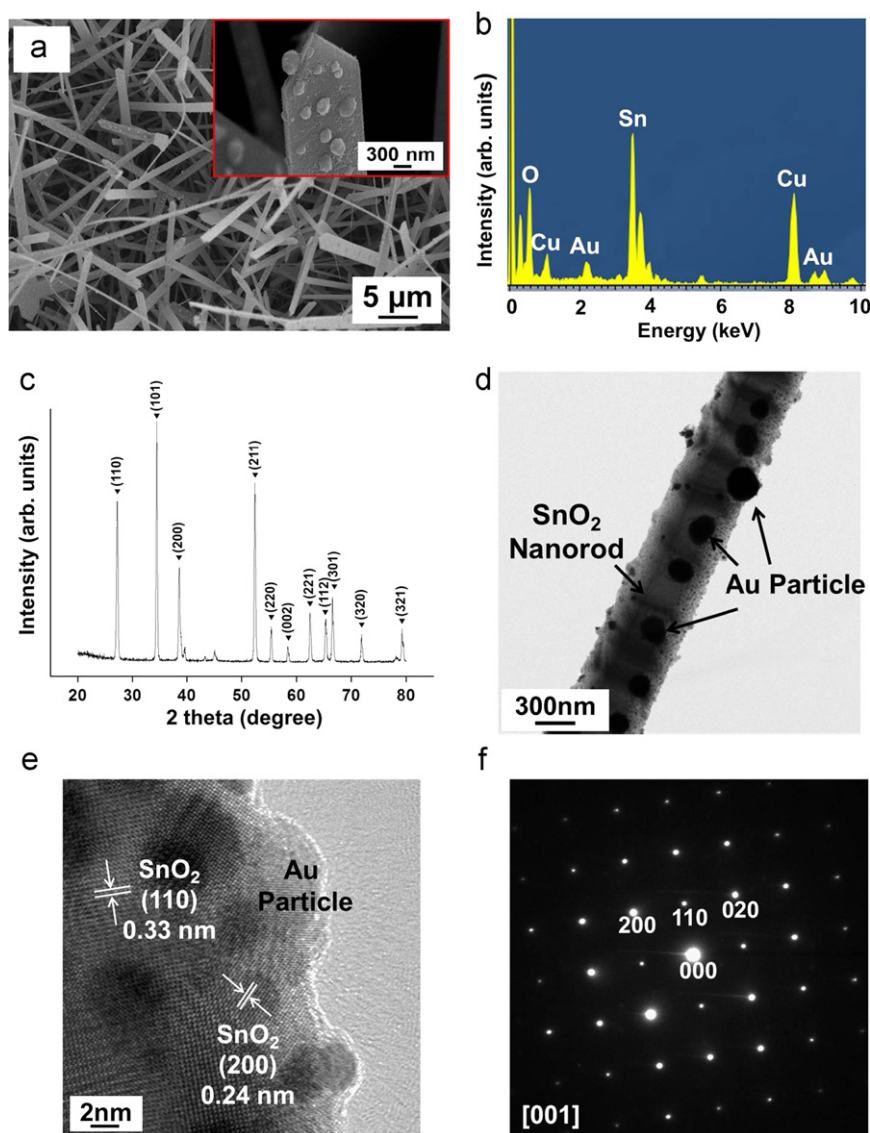 a
300 nm
5 μm
b
Intensity (arb. units)
O
Cu
Au
Sn
Cu
Au
0 2 4 6 8 10
Energy (keV)
c
Intensity (arb. units)
(110)
(101)
(200)
(211)
(220)
(002)
(221)
(112)
(301)
(320)
(321)
20 30 40 50 60 70 80
2 theta (degree)
d
SnO₂
Nanorod
Au Particle
300nm
e
SnO₂
(110)
0.33 nm
Au
Particle
SnO₂
(200)
0.24 nm
2nm
f
200 110 020
000
[001]